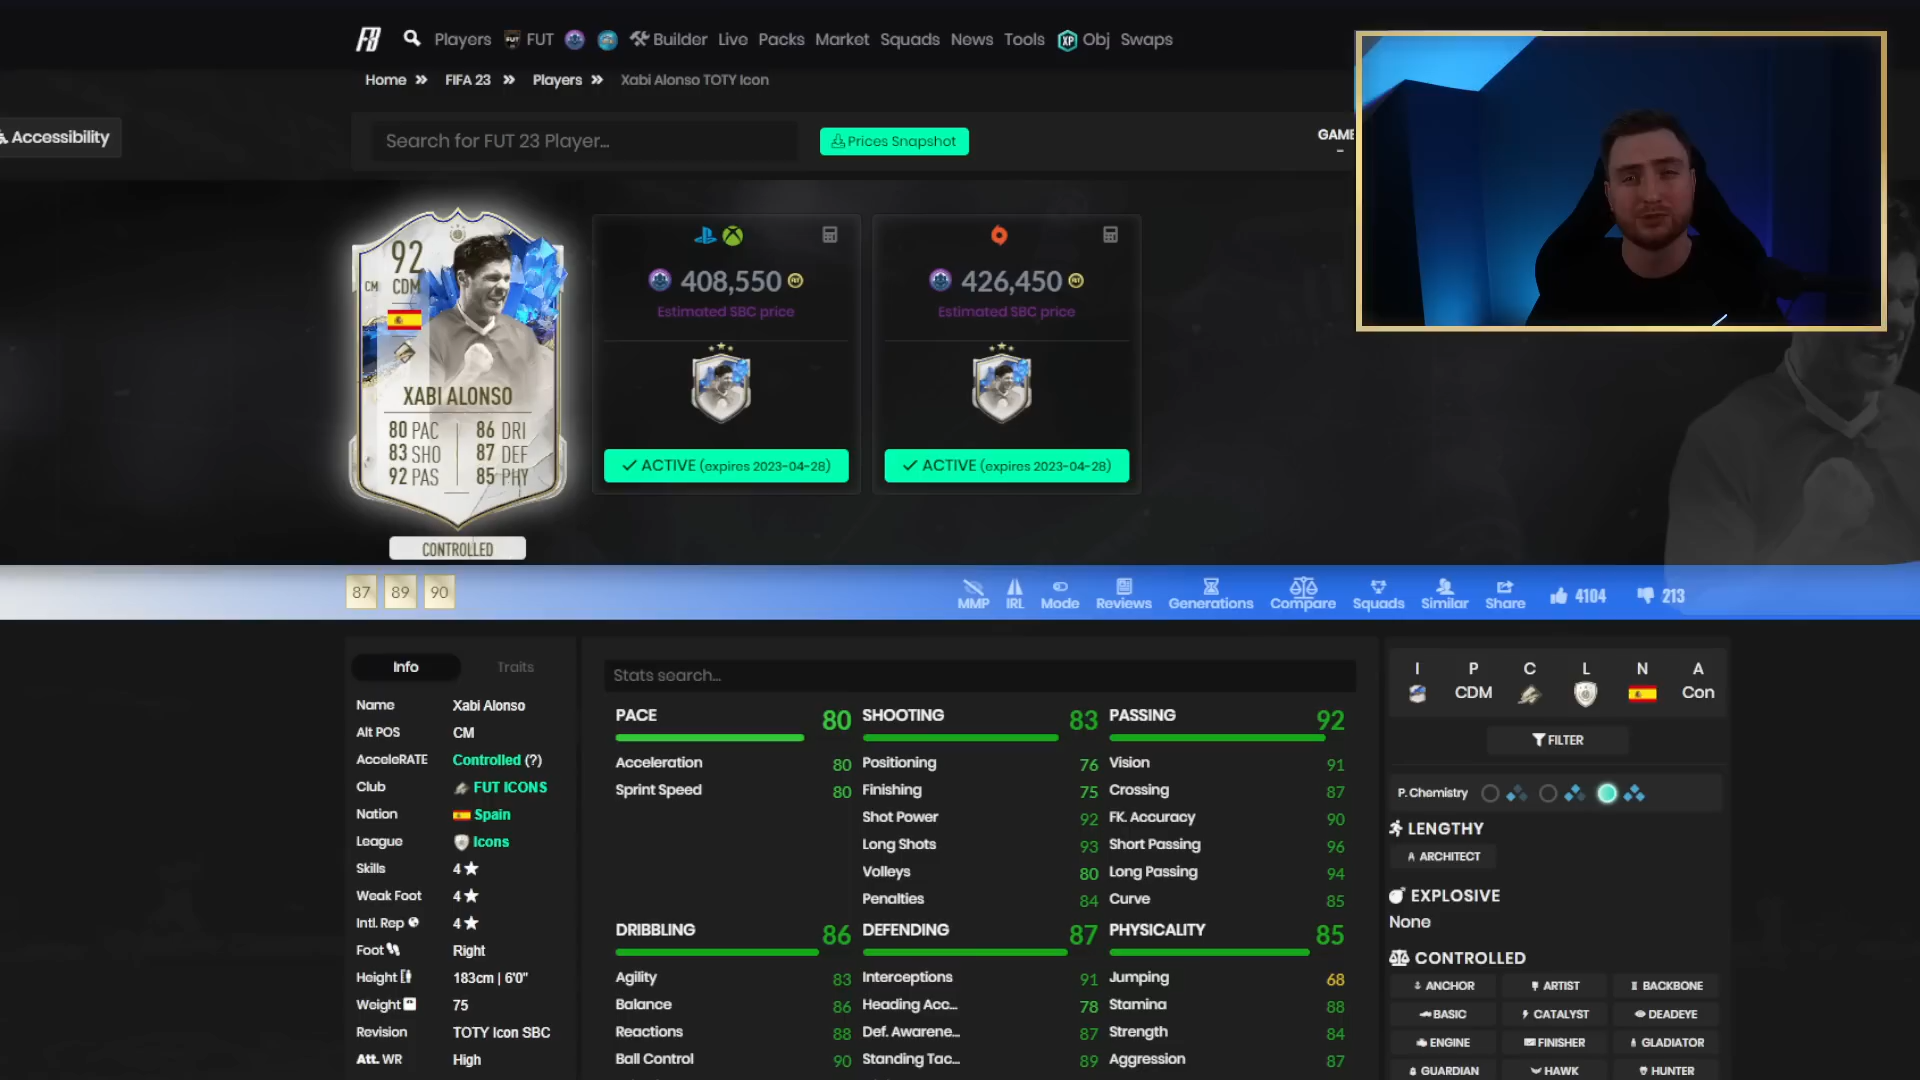 FB Players FUT Builder Live Packs Market Squads News Tools XP Obj Swaps
Home » FIFA 23 » Players » Xabi Alonso TOTY Icon
Accessibility
Search for FUT 23 Player...
Prices Snapshot
GAME
-
92
CM CDM
XABI ALONSO
80 PAC 86 DRI
83 SHO 87 DEF
92 PAS 85 PHY
CONTROLLED
408,550
Estimated SBC price
ACTIVE (expires 2023-04-28)
426,450
Estimated SBC price
ACTIVE (expires 2023-04-28)
87 89 90
MMP IRL Mode Reviews Generations Compare Squads Similar Share 4104 213
Info Traits
Name Xabi Alonso
Alt POS CM
AcceleRATE Controlled (?)
Club FUT ICONS
Nation Spain
League Icons
Skills 4
Weak Foot 4
Intl. Rep 4
Foot Right
Height 183cm | 6'0"
Weight 75
Revision TOTY Icon SBC
Att. WR High
Stats search...
PACE 80
Acceleration 80
Sprint Speed 80
SHOOTING 83
Positioning 76
Finishing 75
Shot Power 92
Long Shots 93
Volleys 80
Penalties 84
PASSING 92
Vision 91
Crossing 87
FK. Accuracy 90
Short Passing 96
Long Passing 94
Curve 85
DRIBBLING 86
Agility 83
Balance 86
Reactions 88
Ball Control 90
DEFENDING 87
Interceptions 91
Heading Acc... 78
Def. Awarene... 87
Standing Tac... 89
PHYSICALITY 85
Jumping 68
Stamina 88
Strength 84
Aggression 87
I P C L N A
CDM Con
FILTER
P. Chemistry
LENGTHY
ARCHITECT
EXPLOSIVE
None
CONTROLLED
ANCHOR ARTIST BACKBONE
BASIC CATALYST DEADEYE
ENGINE FINISHER GLADIATOR
GUARDIAN HAWK HUNTER